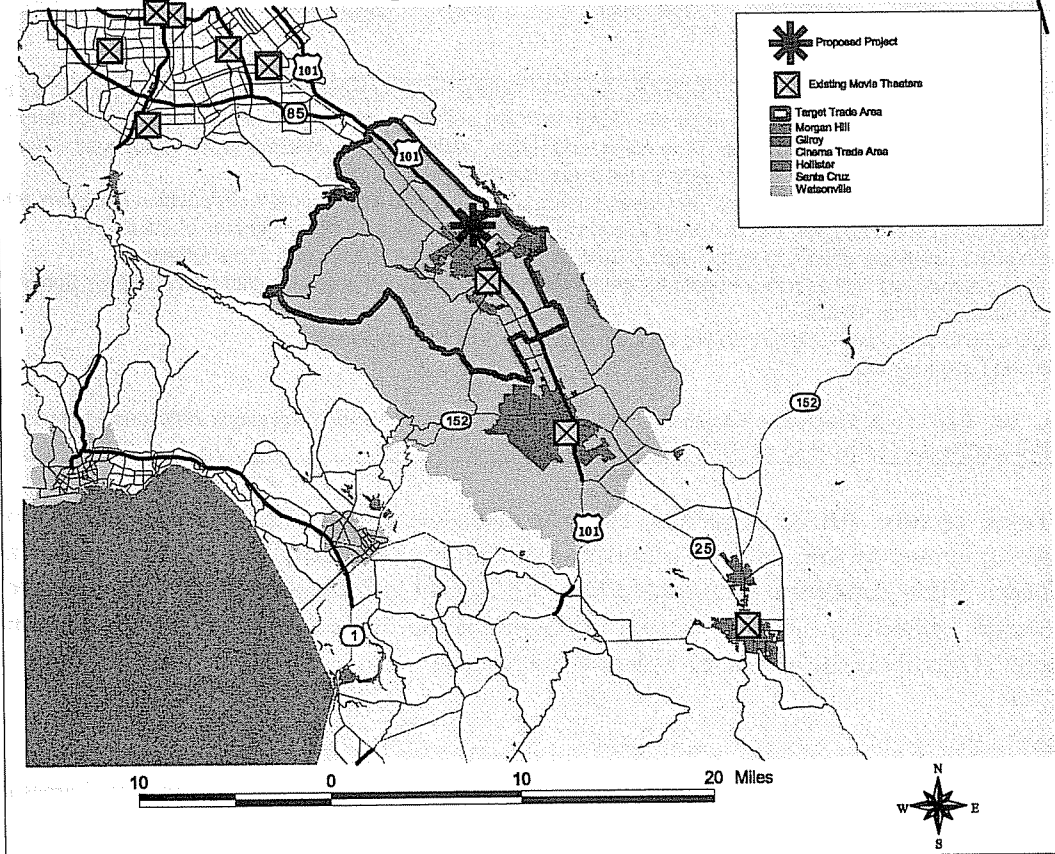 Proposed Project
Existing Movie Theaters
Target Trade Area
Morgan Hill
Gilroy
Cinema Trade Area
Hollister
Santa Cruz
Watsonville
101
85
101
152
152
101
25
1
10 0 10 20 Miles
N
W E
S